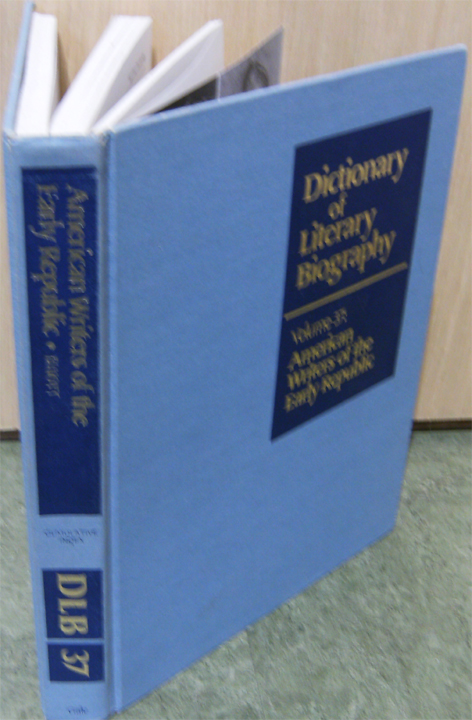 American Writers of the
Early Republic •
DLB 37
Dictionary
of
Literary
Biography
Volume 37:
American
Writers of the
Early Republic